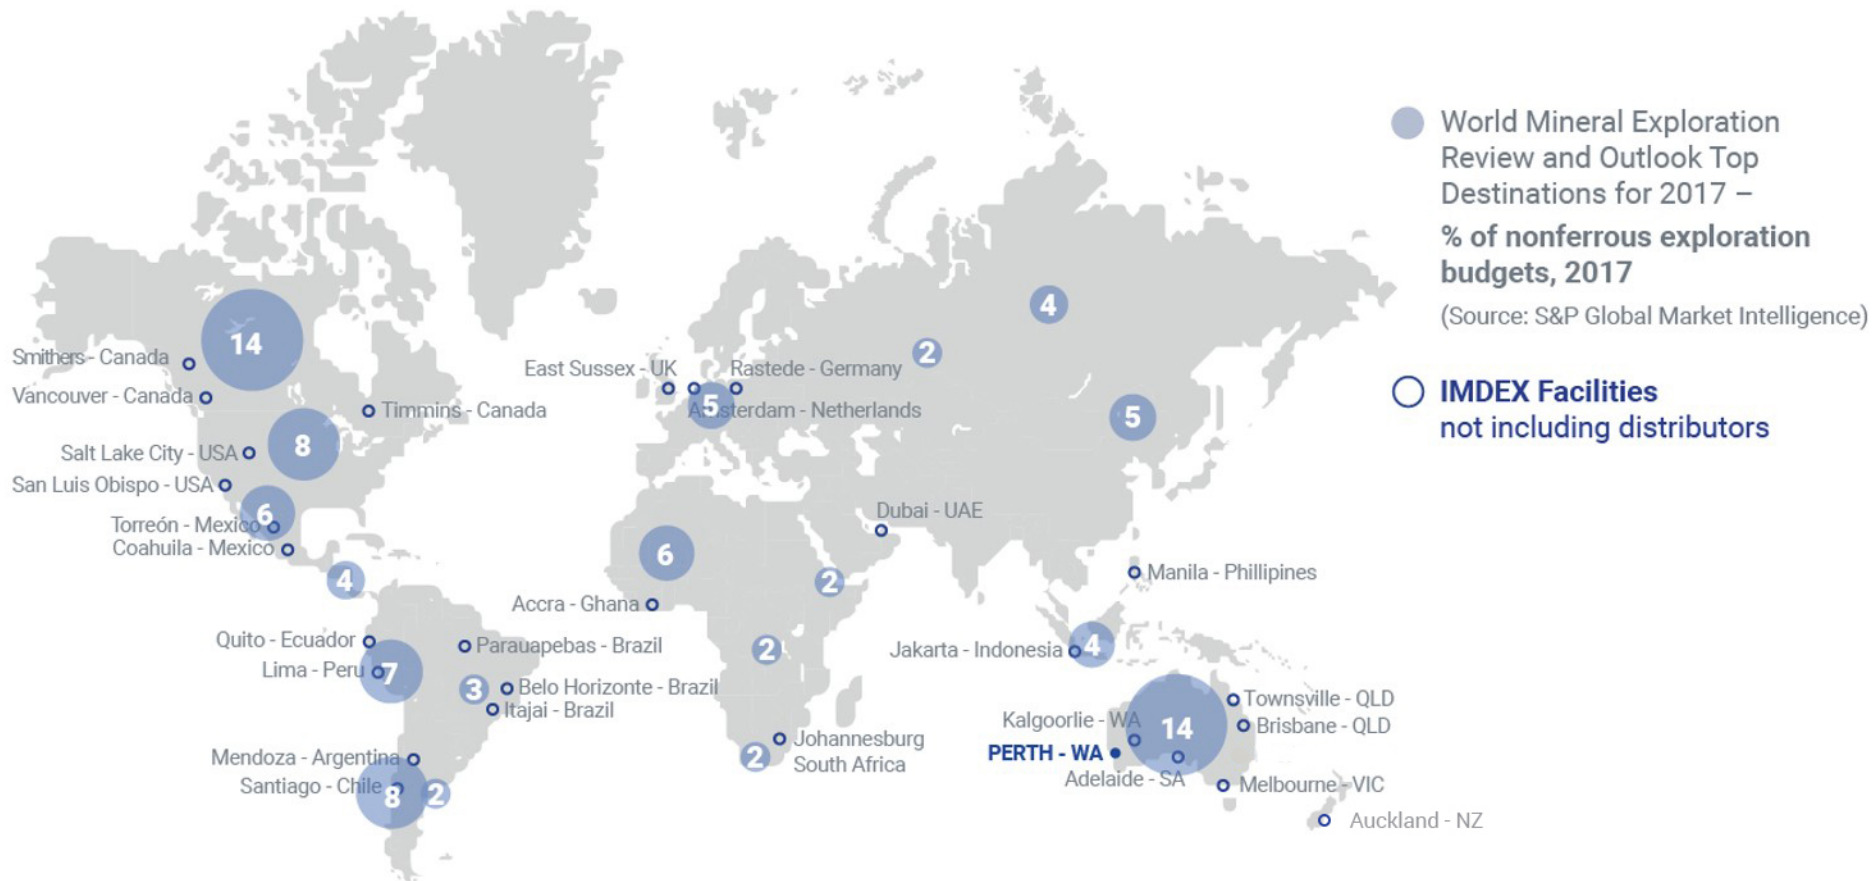 World Mineral Exploration
Review and Outlook Top
Destinations for 2017 –
% of nonferrous exploration
budgets, 2017
(Source: S&P Global Market Intelligence)
IMDEX Facilities
not including distributors
14
Smithers - Canada
Vancouver - Canada
Timmins - Canada
8
Salt Lake City - USA
San Luis Obispo - USA
6
Torreón - Mexico
Coahuila - Mexico
4
Quito - Ecuador
Lima - Peru
7
Parauapebas - Brazil
3
Belo Horizonte - Brazil
Itajai - Brazil
Mendoza - Argentina
Santiago - Chile
8
2
East Sussex - UK
Rastede - Germany
5
Amsterdam - Netherlands
2
4
5
Dubai - UAE
6
2
Accra - Ghana
2
Johannesburg
South Africa
2
Manila - Phillipines
Jakarta - Indonesia
4
Townsville - QLD
Brisbane - QLD
14
Kalgoorlie - WA
PERTH - WA
Adelaide - SA
Melbourne - VIC
Auckland - NZ